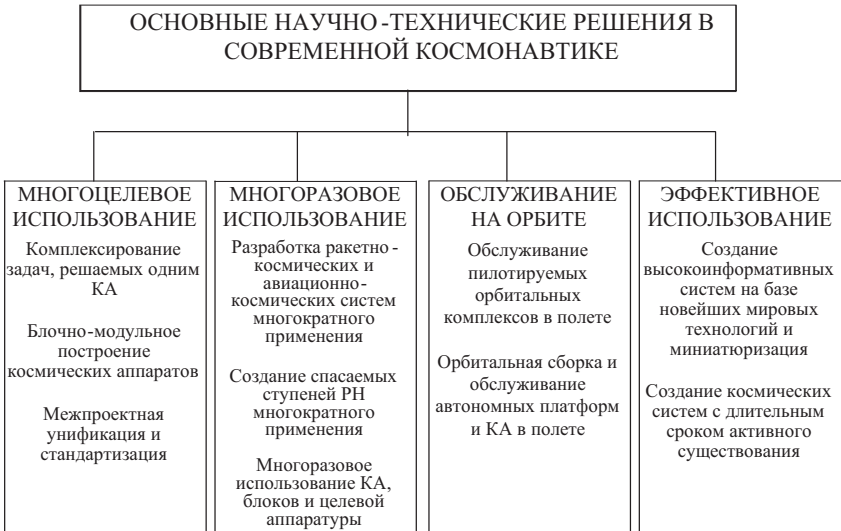 ОСНОВНЫЕ НАУЧНО-ТЕХНИЧЕСКИЕ РЕШЕНИЯ В
СОВРЕМЕННОЙ КОСМОНАВТИКЕ
МНОГОЦЕЛЕВОЕ
ИСПОЛЬЗОВАНИЕ
Комплексирование
задач, решаемых одним
КА
Блочно-модульное
построение
космических аппаратов
Межпроектная
унификация и
стандартизация
МНОГОРАЗОВОЕ
ИСПОЛЬЗОВАНИЕ
Разработка ракетно-
космических и
авиационно-
космических систем
многократного
применения
Создание спасаемых
ступеней РН
многократного
применения
Многоразовое
использование КА,
блоков и целевой
аппаратуры
ОБСЛУЖИВАНИЕ
НА ОРБИТЕ
Обслуживание
пилотируемых
орбитальных
комплексов в полете
Орбитальная сборка и
обслуживание
автономных платформ
и КА в полете
ЭФФЕКТИВНОЕ
ИСПОЛЬЗОВАНИЕ
Создание
высокоинформативных
систем на базе
новейших мировых
технологий и
миниатюризация
Создание космических
систем с длительным
сроком активного
существования